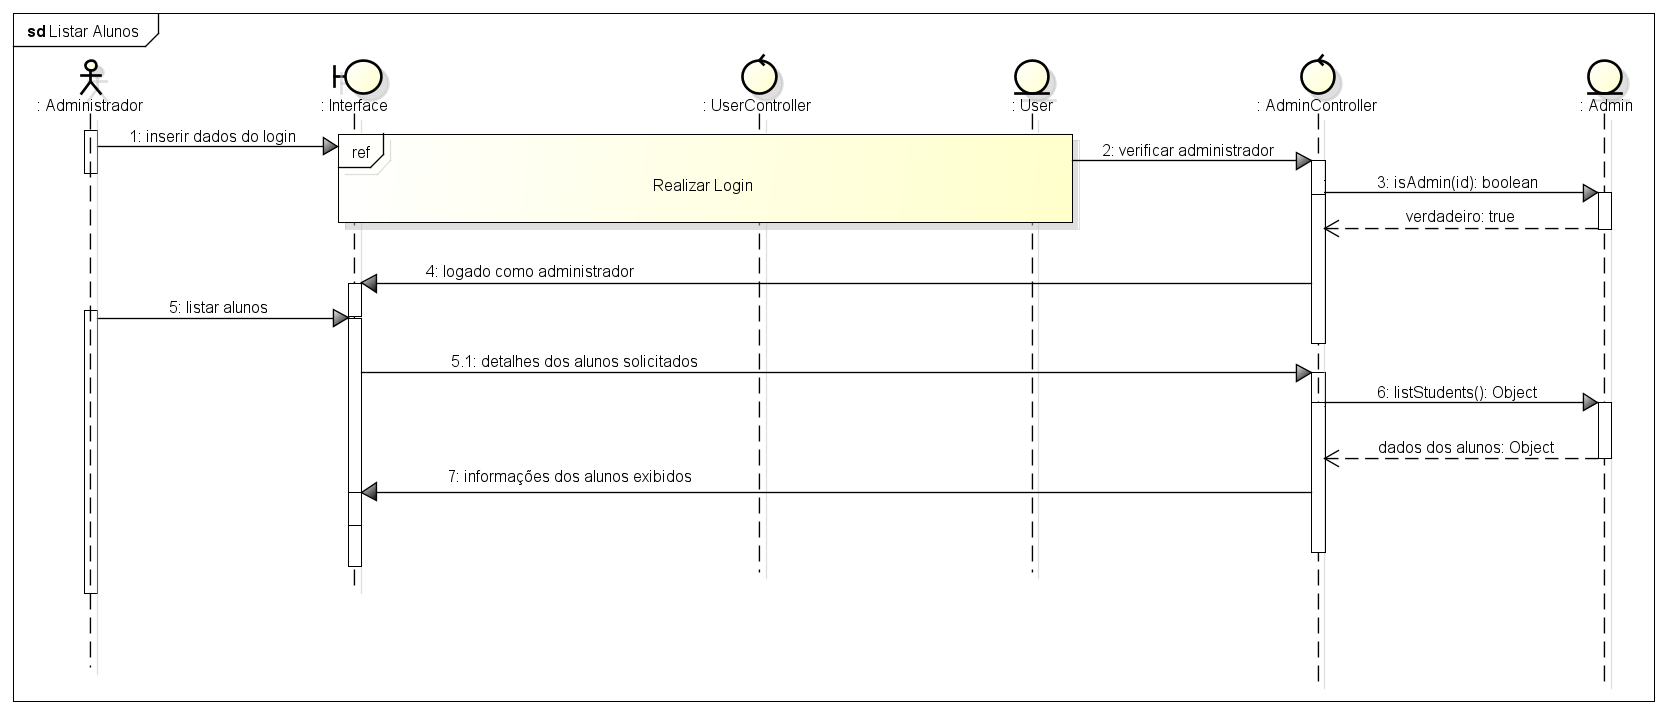 sd Listar Alunos
: Administrador
: Interface
: UserController
: User
: AdminController
: Admin
1: inserir dados do login
ref
Realizar Login
2: verificar administrador
3: isAdmin(id): boolean
verdadeiro: true
4: logado como administrador
5: listar alunos
5.1: detalhes dos alunos solicitados
6: listStudents(): Object
dados dos alunos: Object
7: informações dos alunos exibidos